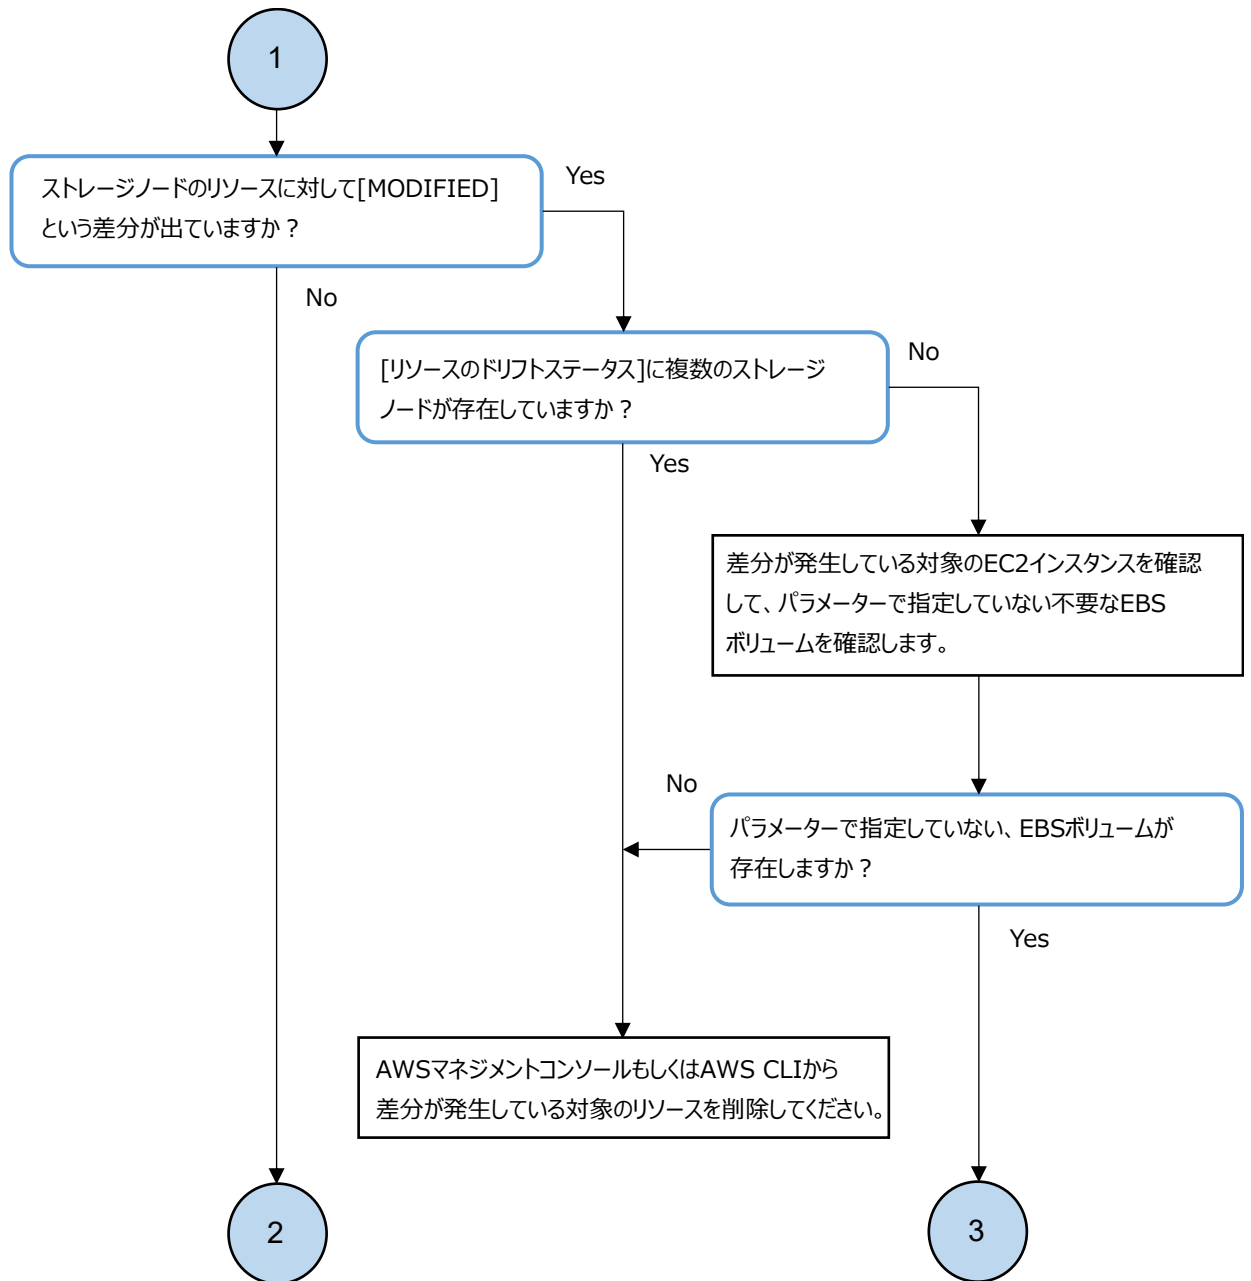 1
ストレージノードのリソースに対して[MODIFIED]
という差分が出ていますか？
Yes
No
[リソースのドリフトステータス]に複数のストレージ
ノードが存在していますか？
No
Yes
差分が発生している対象のEC2インスタンスを確認
して、パラメーターで指定していない不要なEBS
ボリュームを確認します。
No
パラメーターで指定していない、EBSボリュームが
存在しますか？
Yes
AWSマネジメントコンソールもしくはAWS CLIから
差分が発生している対象のリソースを削除してください。
2
3